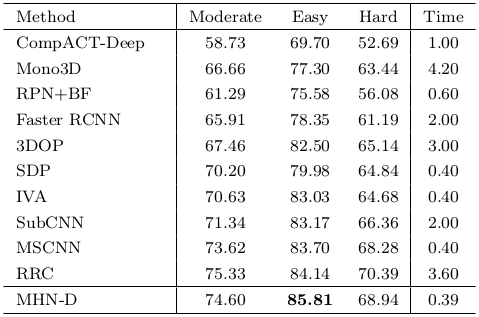 Method Moderate Easy Hard Time
CompACT-Deep 58.73 69.70 52.69 1.00
Mono3D 66.66 77.30 63.44 4.20
RPN+BF 61.29 75.58 56.08 0.60
Faster RCNN 65.91 78.35 61.19 2.00
3DOP 67.46 82.50 65.14 3.00
SDP 70.20 79.98 64.84 0.40
IVA 70.63 83.03 64.68 0.40
SubCNN 71.34 83.17 66.36 2.00
MSCNN 73.62 83.70 68.28 0.40
RRC 75.33 84.14 70.39 3.60
MHN-D 74.60 85.81 68.94 0.39